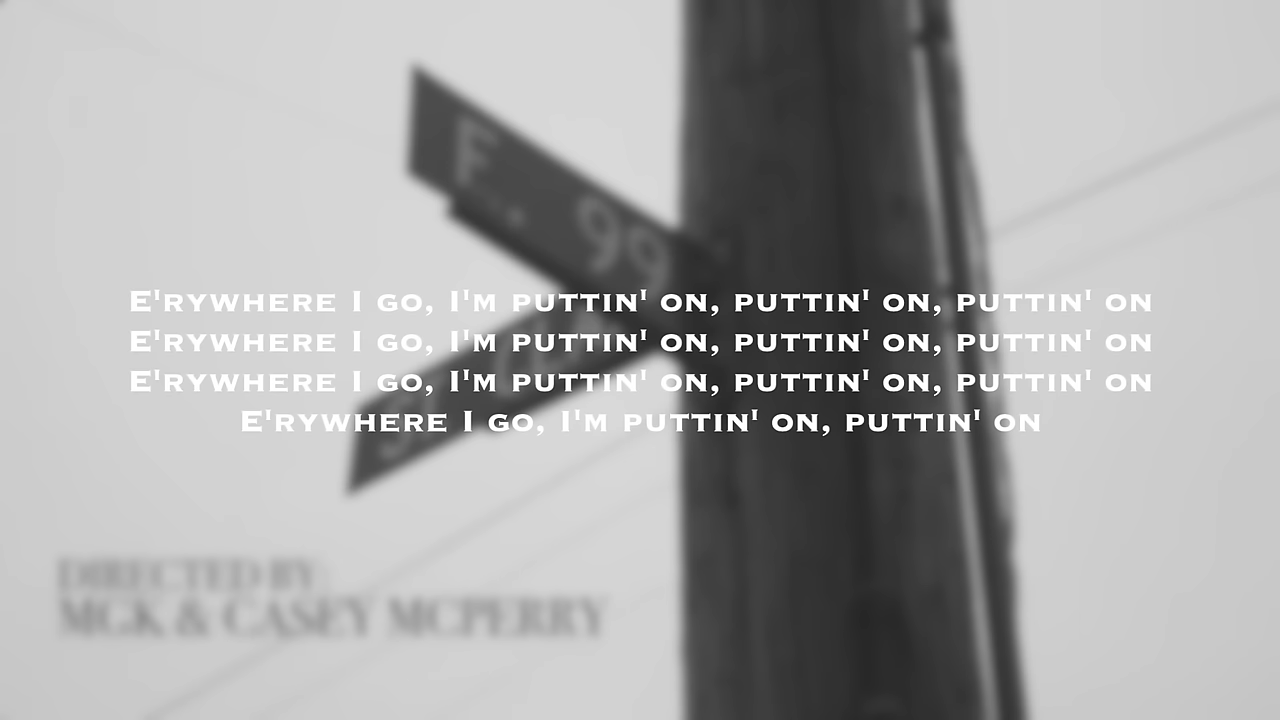 E 99
E'RYWHERE I GO, I'M PUTTIN' ON, PUTTIN' ON, PUTTIN' ON
E'RYWHERE I GO, I'M PUTTIN' ON, PUTTIN' ON, PUTTIN' ON
E'RYWHERE I GO, I'M PUTTIN' ON, PUTTIN' ON, PUTTIN' ON
E'RYWHERE I GO, I'M PUTTIN' ON, PUTTIN' ON
DIRECTED BY:
MGK & CASEY MCPERRY